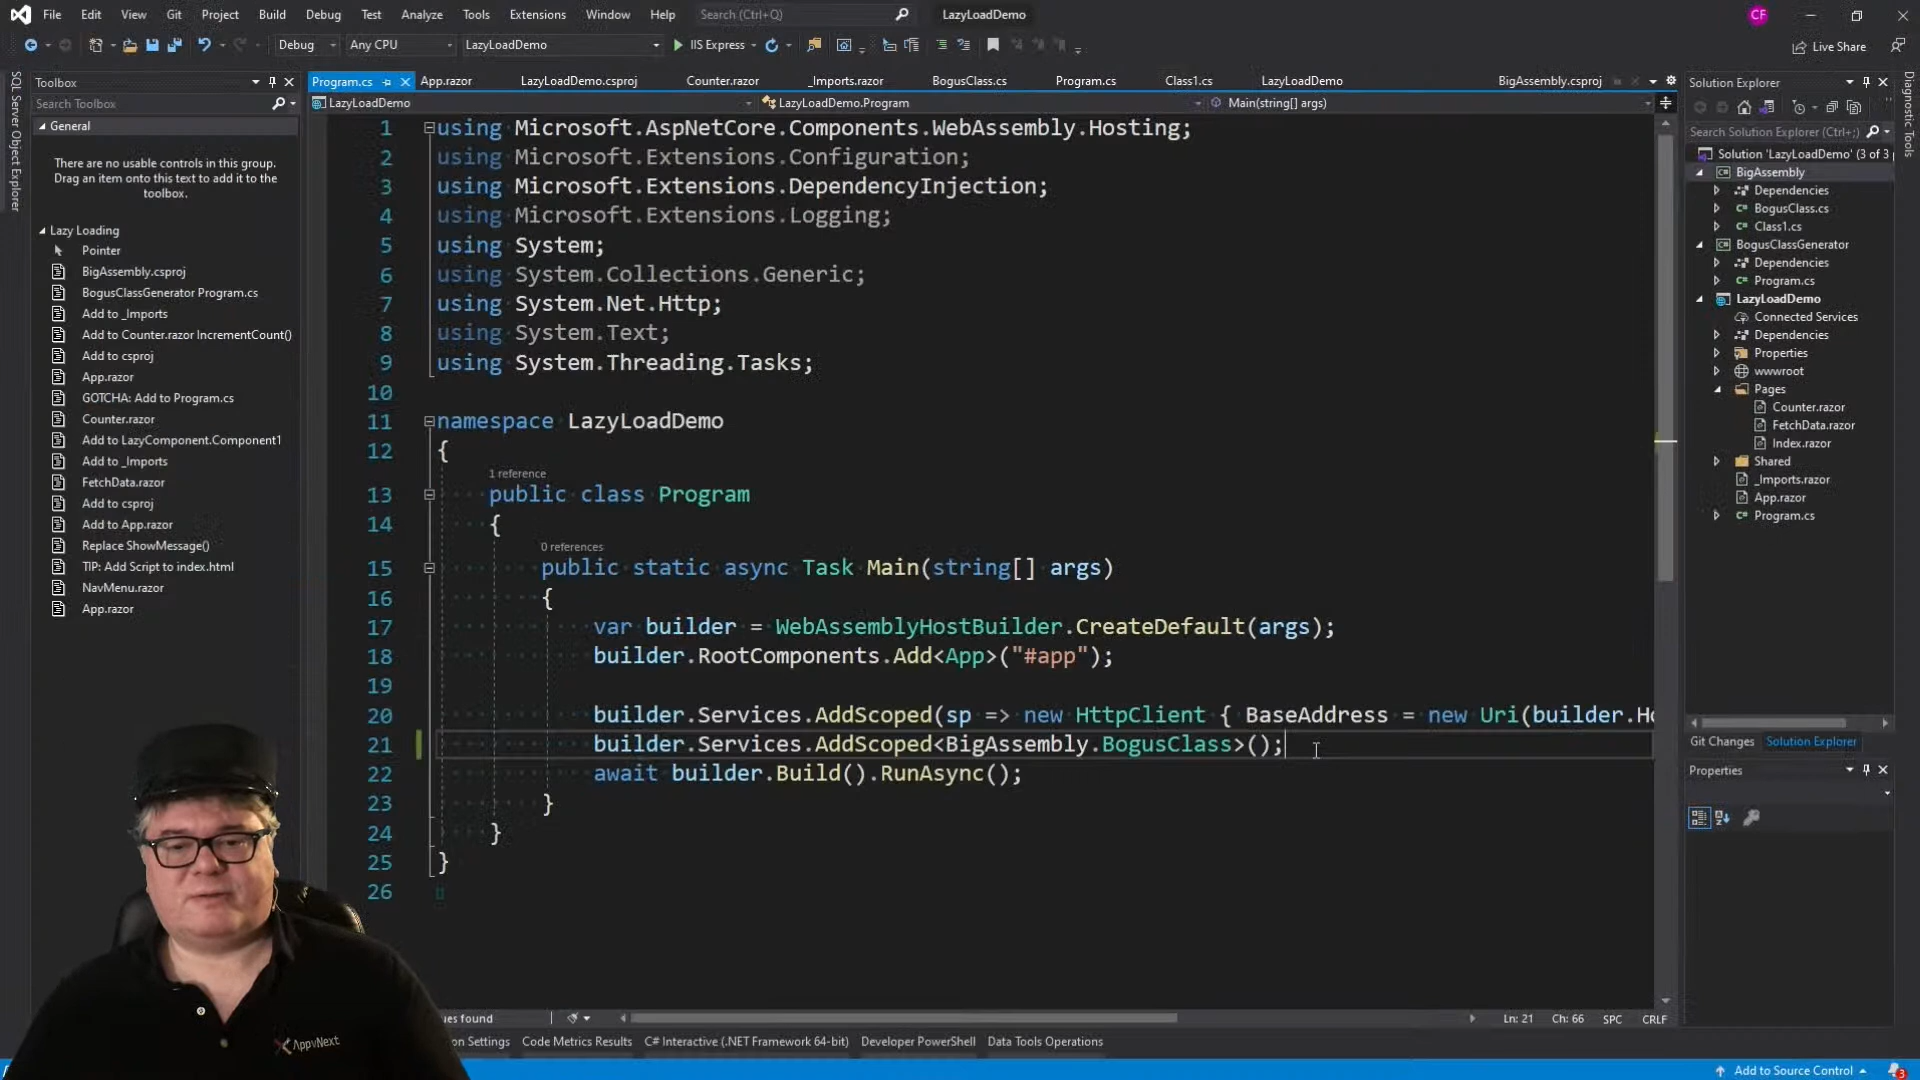 File Edit View Git Project Build Debug Test Analyze Tools Extensions Window Help Search (Ctrl+Q) LazyLoadDemo CF
Debug Any CPU LazyLoadDemo IIS Express Live Share
SQL Server Object Explorer
Toolbox
Search Toolbox
General
There are no usable controls in this group.
Drag an item onto this text to add it to the
toolbox.
Lazy Loading
Pointer
BigAssembly.csproj
BogusClassGenerator Program.cs
Add to _Imports
Add to Counter.razor IncrementCount()
Add to csproj
App.razor
GOTCHA: Add to Program.cs
Counter.razor
Add to LazyComponent.Component1
Add to _Imports
FetchData.razor
Add to csproj
Add to App.razor
Replace ShowMessage()
TIP: Add Script to index.html
NavMenu.razor
App.razor
Program.cs App.razor LazyLoadDemo.csproj Counter.razor _Imports.razor BogusClass.cs Program.cs Class1.cs LazyLoadDemo BigAssembly.csproj
LazyLoadDemo LazyLoadDemo.Program Main(string[] args)
1 using Microsoft.AspNetCore.Components.WebAssembly.Hosting;
2 using Microsoft.Extensions.Configuration;
3 using Microsoft.Extensions.DependencyInjection;
4 using Microsoft.Extensions.Logging;
5 using System;
6 using System.Collections.Generic;
7 using System.Net.Http;
8 using System.Text;
9 using System.Threading.Tasks;
10
11 namespace LazyLoadDemo
12 {
1 reference
13 public class Program
14 {
0 references
15 public static async Task Main(string[] args)
16 {
17 var builder = WebAssemblyHostBuilder.CreateDefault(args);
18 builder.RootComponents.Add<App>("#app");
19
20 builder.Services.AddScoped(sp => new HttpClient { BaseAddress = new Uri(builder.Ho
21 builder.Services.AddScoped<BigAssembly.BogusClass>();
22 await builder.Build().RunAsync();
23 }
24 }
25 }
26
ues found Ln: 21 Ch: 66 SPC CRLF
on Settings Code Metrics Results C# Interactive (.NET Framework 64-bit) Developer PowerShell Data Tools Operations
Solution Explorer
Search Solution Explorer (Ctrl+;)
Solution 'LazyLoadDemo' (3 of 3
BigAssembly
Dependencies
BogusClass.cs
Class1.cs
BogusClassGenerator
Dependencies
Program.cs
LazyLoadDemo
Connected Services
Dependencies
Properties
wwwroot
Pages
Counter.razor
FetchData.razor
Index.razor
Shared
_Imports.razor
App.razor
Program.cs
Git Changes Solution Explorer
Properties
Diagnostic Tools
AppvNext
Add to Source Control 3